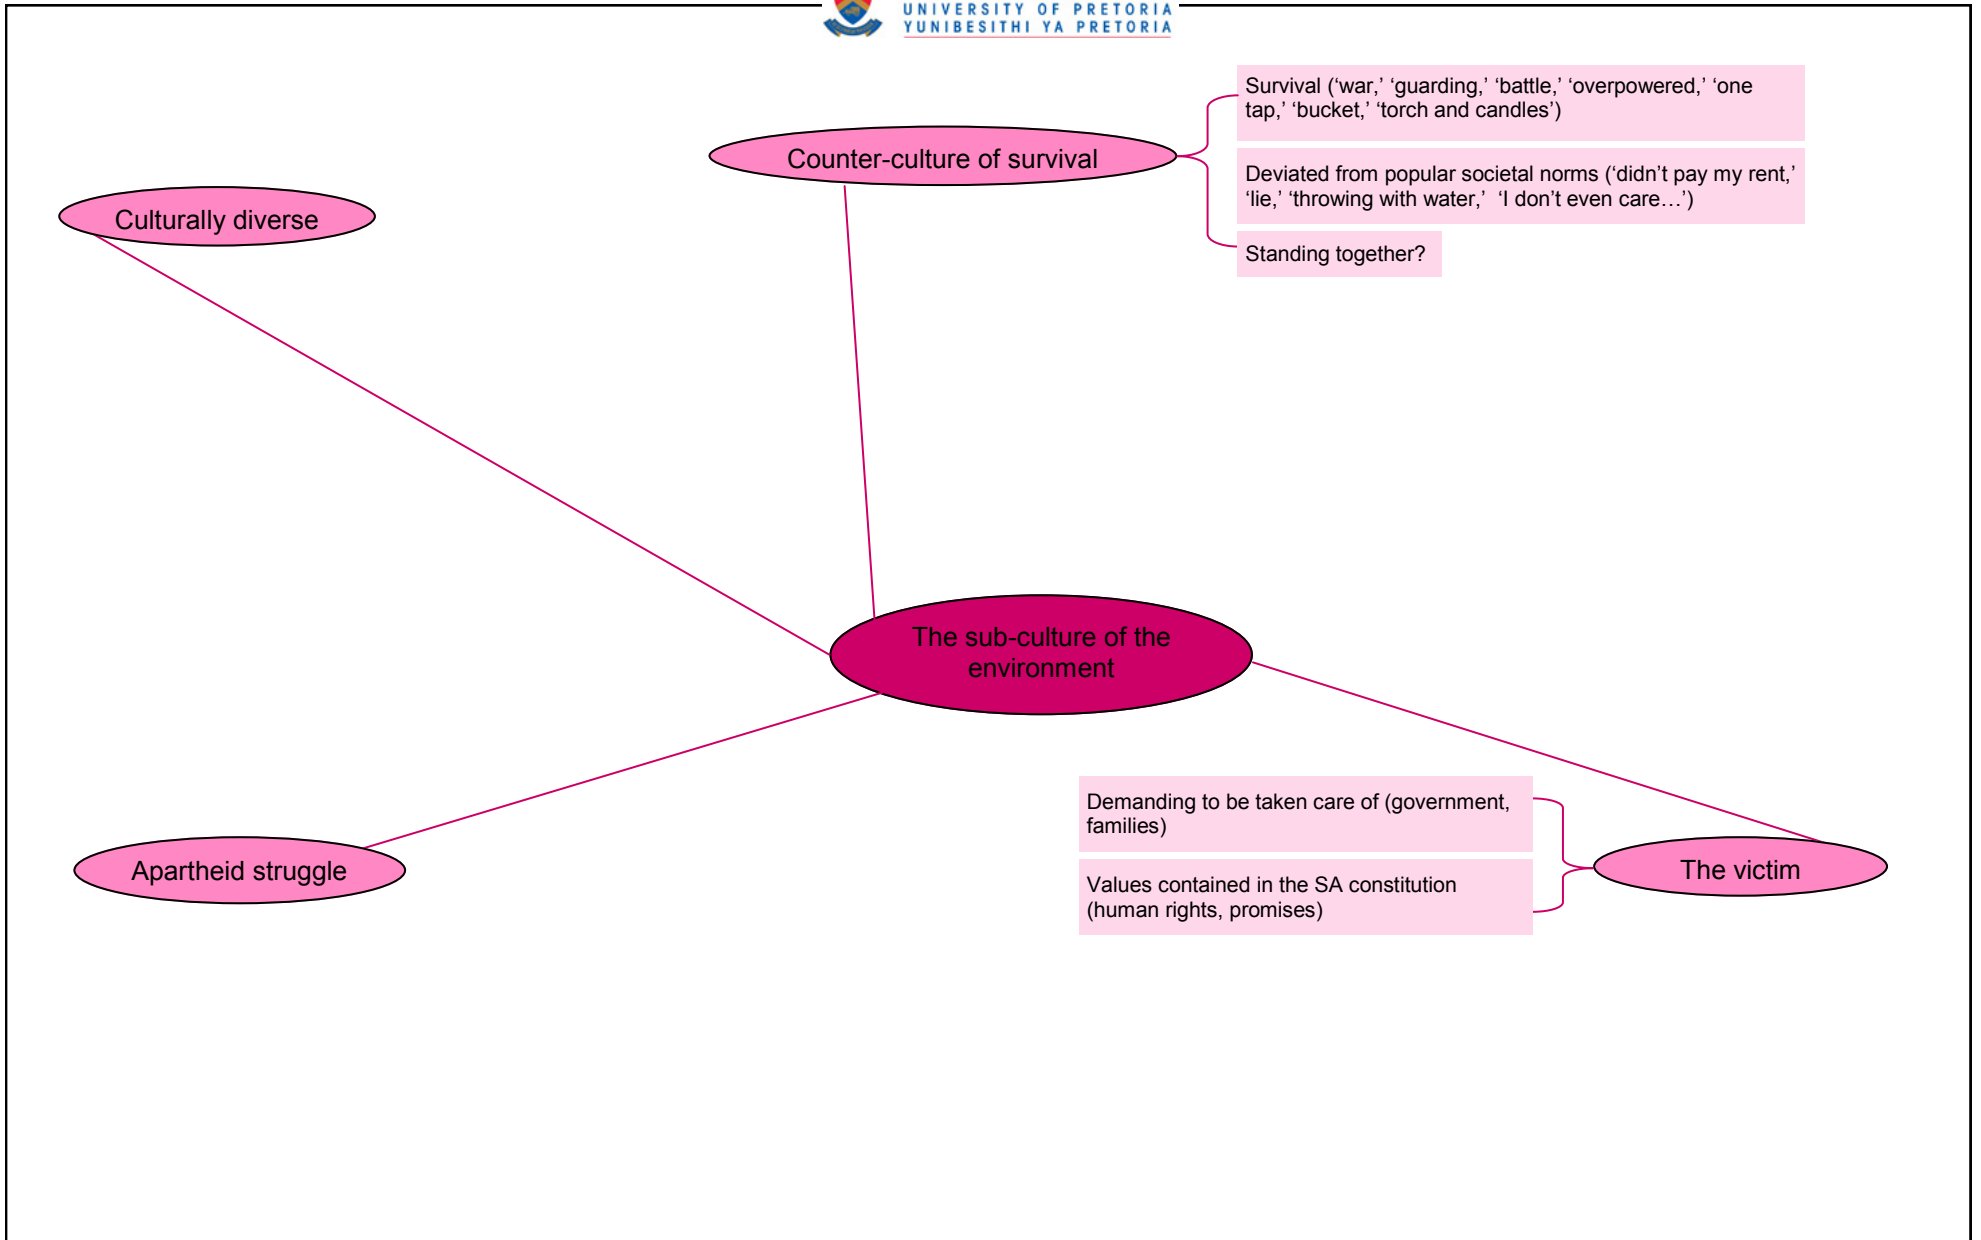 UNIVERSITY OF PRETORIA
YUNIBESITHI YA PRETORIA
Survival (‘war,’ ‘guarding,’ ‘battle,’ ‘overpowered,’ ‘one
tap,’ ‘bucket,’ ‘torch and candles’)
Counter-culture of survival
Deviated from popular societal norms (‘didn’t pay my rent,’
‘lie,’ ‘throwing with water,’ ‘I don’t even care…’)
Culturally diverse
Standing together?
The sub-culture of the
environment
Demanding to be taken care of (government,
families)
Apartheid struggle
The victim
Values contained in the SA constitution
(human rights, promises)